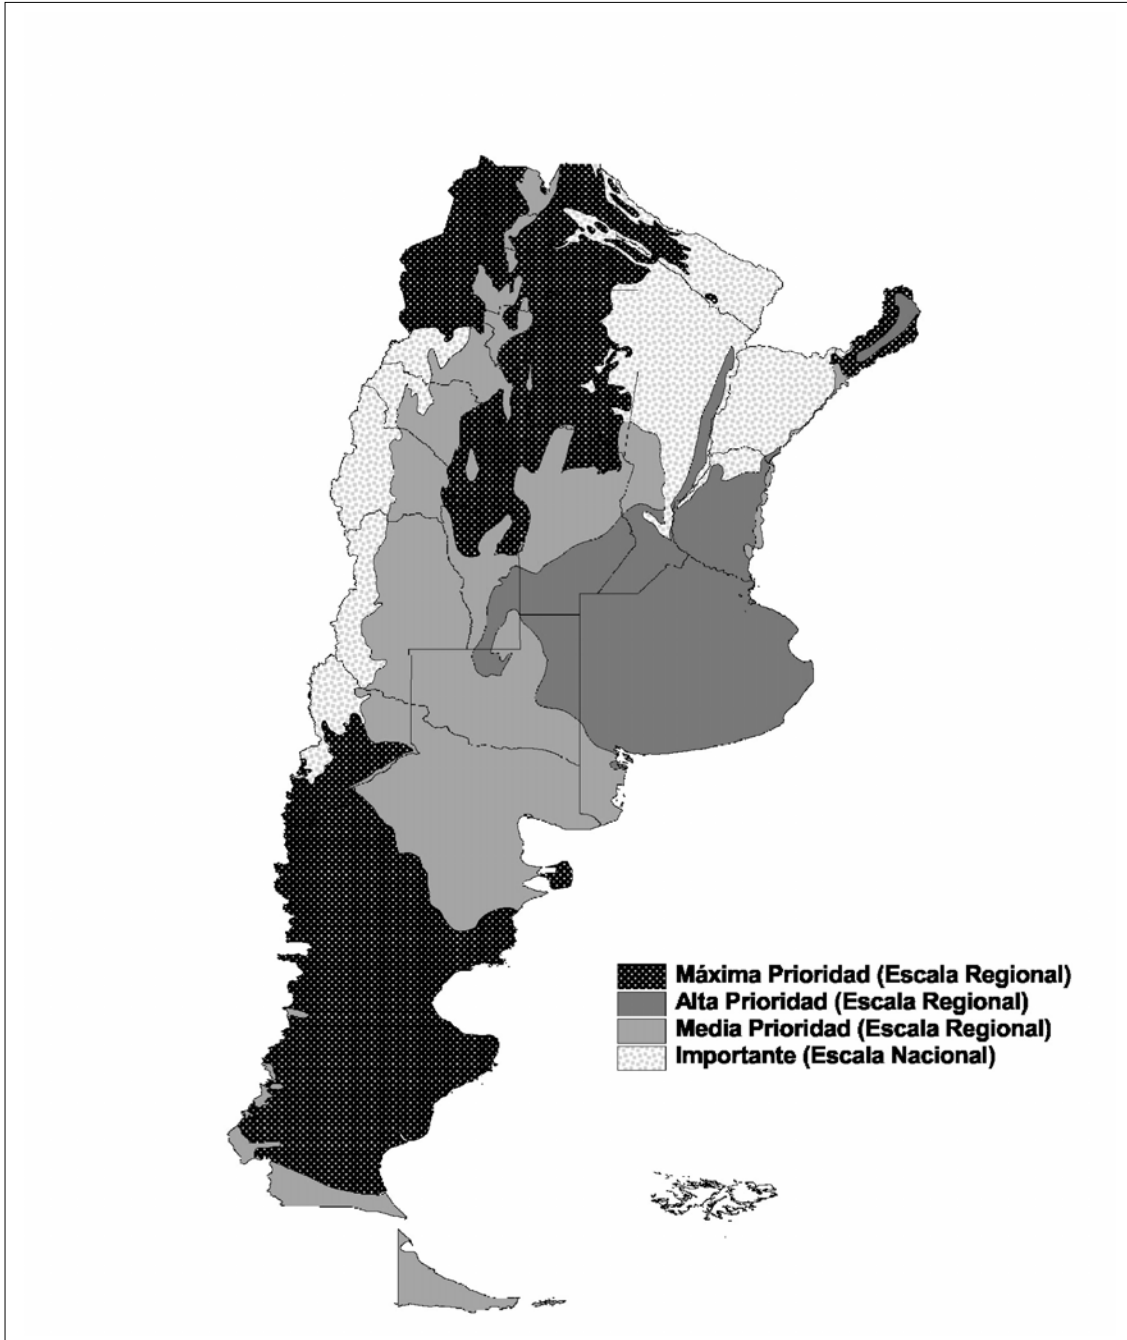 Máxima Prioridad (Escala Regional)
Alta Prioridad (Escala Regional)
Media Prioridad (Escala Regional)
Importante (Escala Nacional)